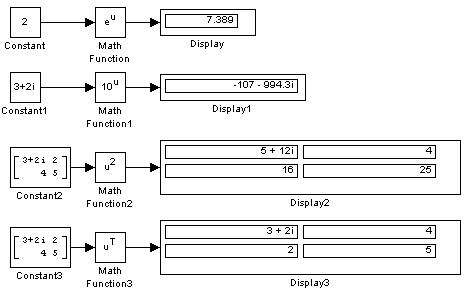 2
e^u
7.389
Constant
Math
Function
Display
3+2i
10^u
-107 - 994.3i
Constant1
Math
Function1
Display1
[3+2i 2
4 5]
u^2
5 + 12i
4
16
25
Constant2
Math
Function2
Display2
[3+2i 2
4 5]
u^T
3 + 2i
4
2
5
Constant3
Math
Function3
Display3